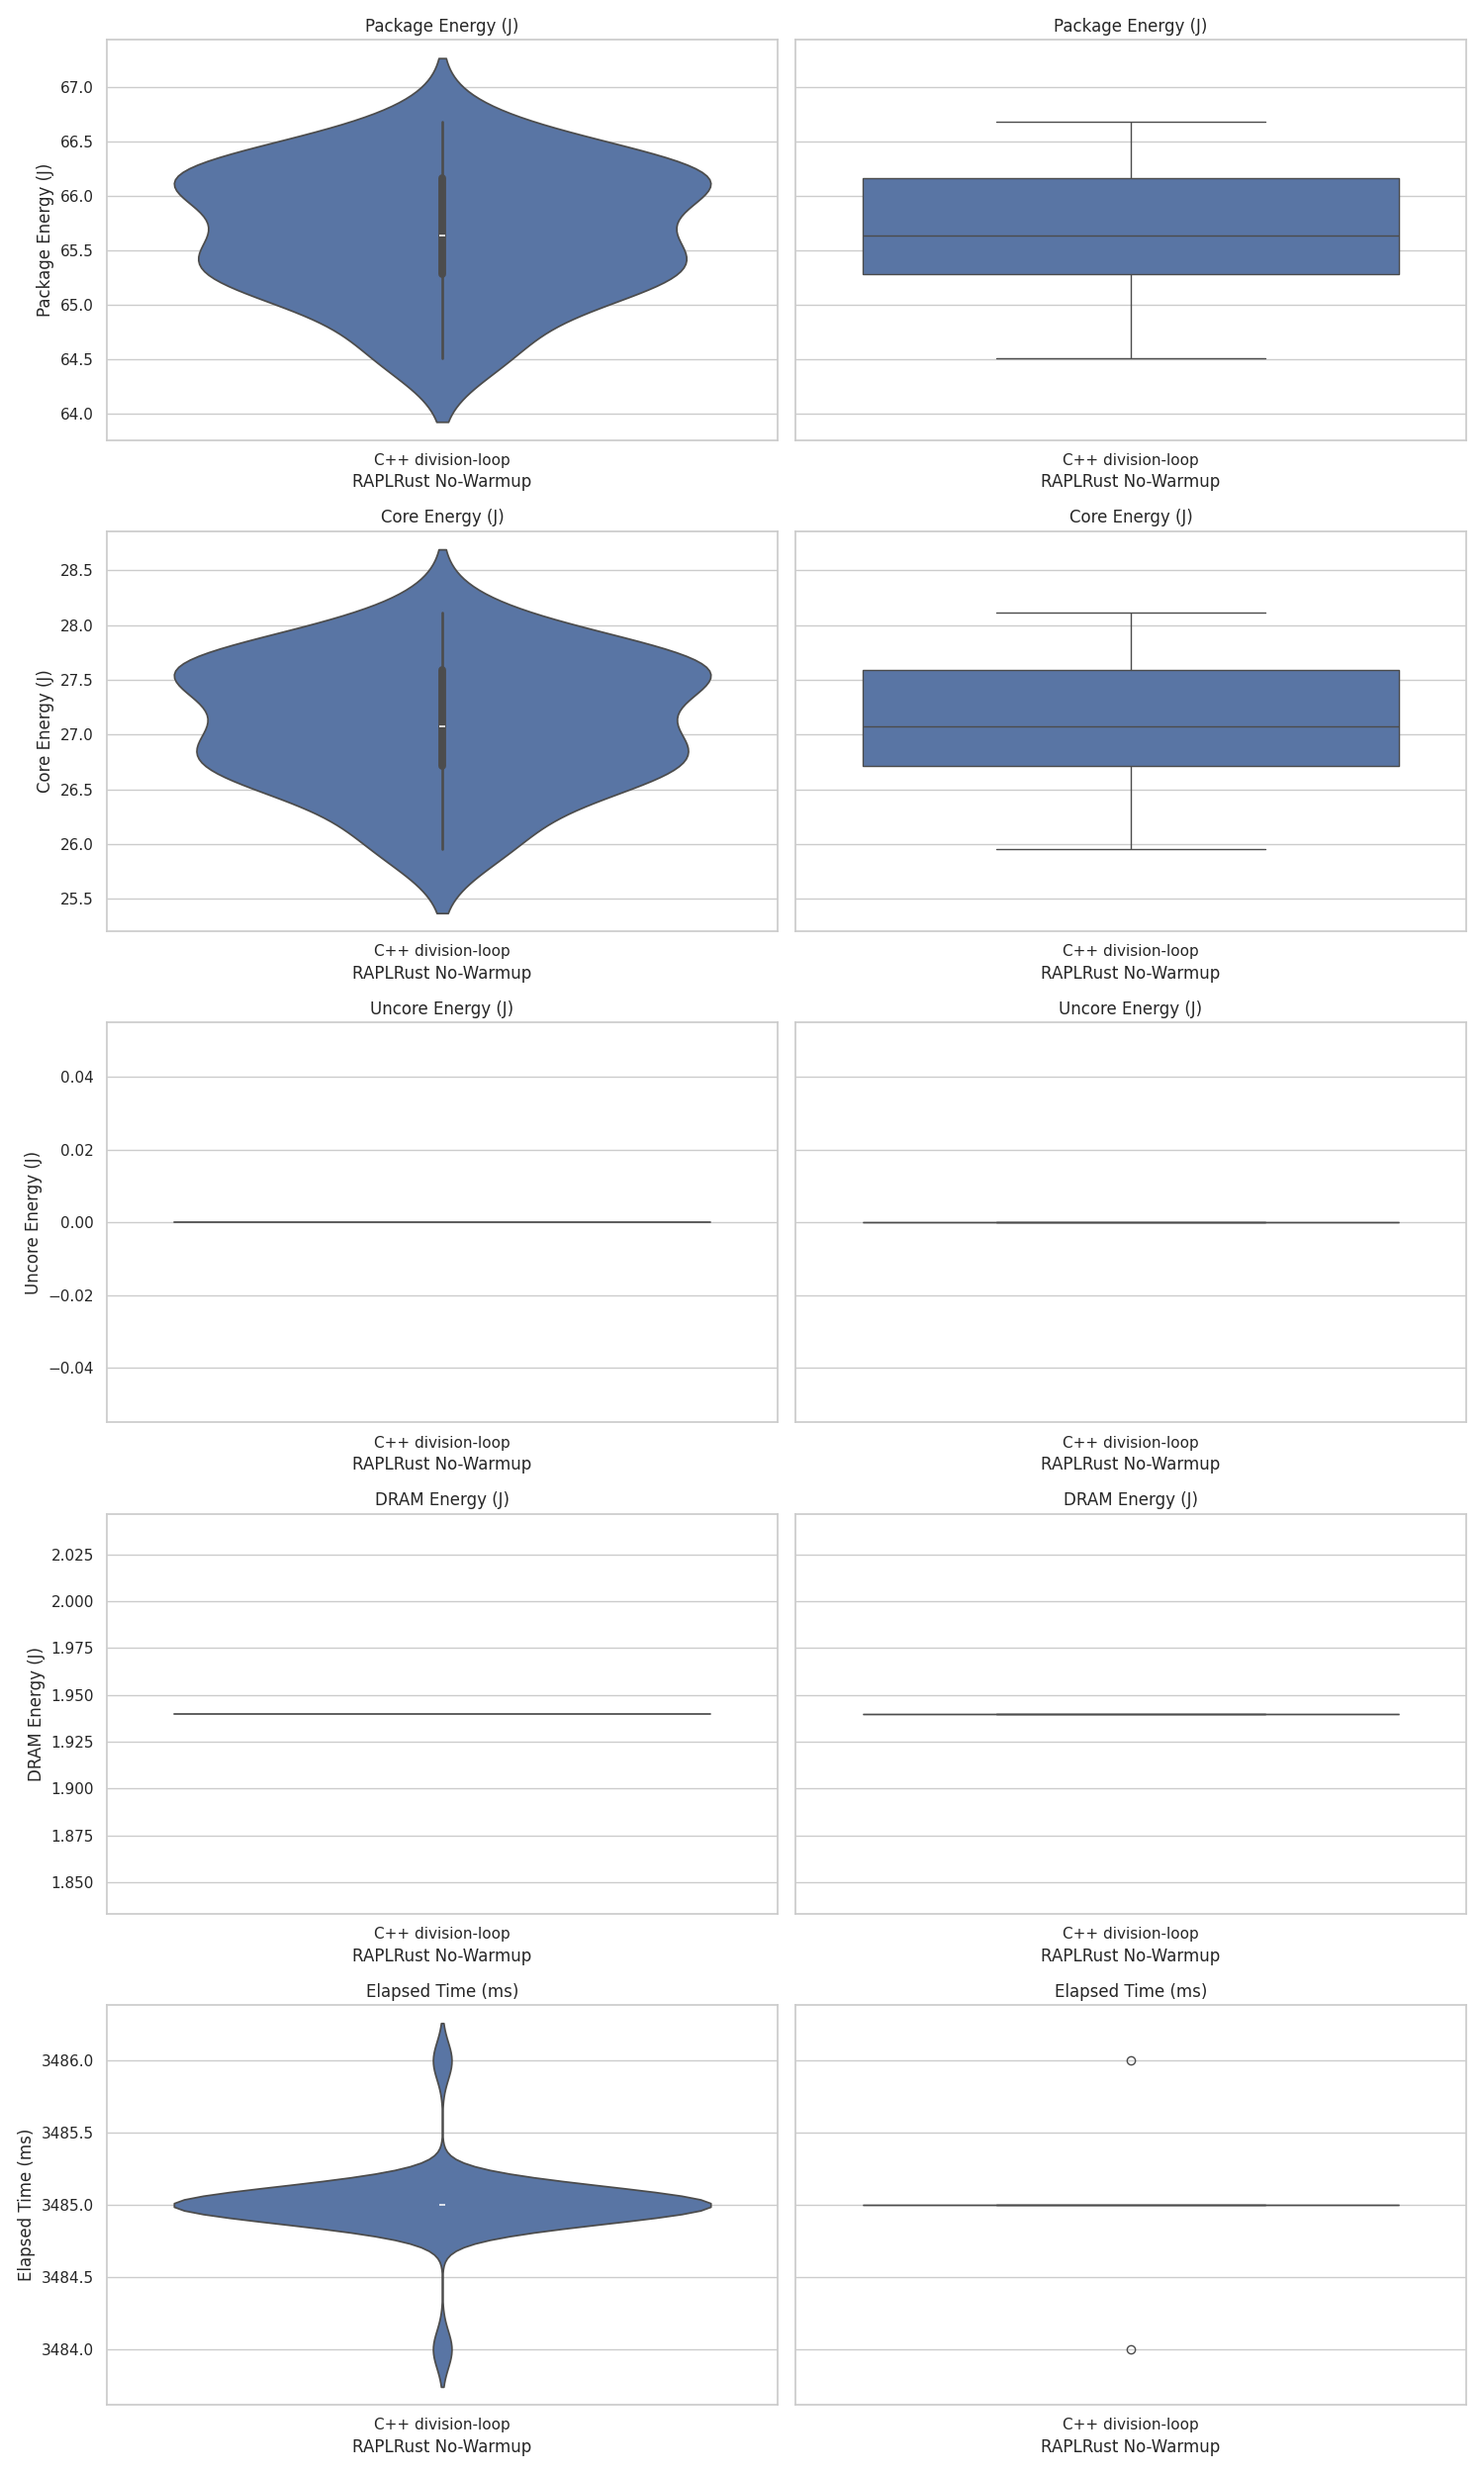 Package Energy (J)
Package Energy (J)
Package Energy (J)
67.0
66.5
66.0
65.5
65.0
64.5
64.0
C++ division-loop
RAPLRust No-Warmup
C++ division-loop
RAPLRust No-Warmup
Core Energy (J)
Core Energy (J)
Core Energy (J)
28.5
28.0
27.5
27.0
26.5
26.0
25.5
C++ division-loop
RAPLRust No-Warmup
C++ division-loop
RAPLRust No-Warmup
Uncore Energy (J)
Uncore Energy (J)
Uncore Energy (J)
0.04
0.02
0.00
−0.02
−0.04
C++ division-loop
RAPLRust No-Warmup
C++ division-loop
RAPLRust No-Warmup
DRAM Energy (J)
DRAM Energy (J)
DRAM Energy (J)
2.025
2.000
1.975
1.950
1.925
1.900
1.875
1.850
C++ division-loop
RAPLRust No-Warmup
C++ division-loop
RAPLRust No-Warmup
Elapsed Time (ms)
Elapsed Time (ms)
Elapsed Time (ms)
3486.0
3485.5
3485.0
3484.5
3484.0
C++ division-loop
RAPLRust No-Warmup
C++ division-loop
RAPLRust No-Warmup